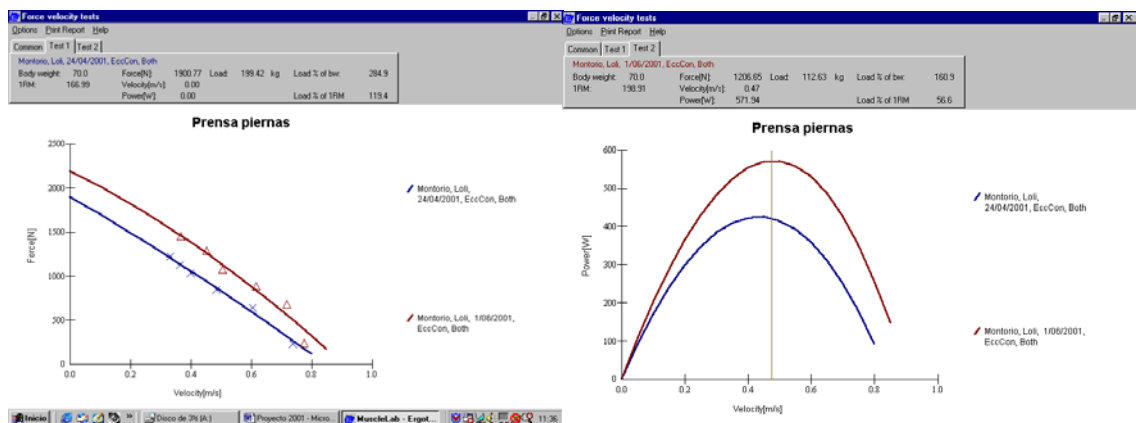 Force velocity tests
Options Print Report Help
Common Test 1 Test 2
Montorio, Loli, 24/04/2001, EccCon, Both
Body weight: 70.0 Force[N]: 1900.77 Load: 199.42 kg Load % of bw: 284.9
1RM: 166.99 Velocity[m/s]: 0.00
Power[W]: 0.00 Load % of 1RM 119.4
Prensa piernas
2500
2000
1500
1000
500
0
Force[N]
0.0 0.2 0.4 0.6 0.8 1.0
Velocity[m/s]
Montorio, Loli,
24/04/2001, EccCon, Both
Montorio, Loli, 1/06/2001,
EccCon, Both
Inicio
»
Disco de 3½ (A:)
Proyecto 2001 - Micro...
MuscleLab - Ergot...
11:36
Force velocity tests
Options Print Report Help
Common Test 1 Test 2
Montorio, Loli, 1/06/2001, EccCon, Both
Body weight: 70.0 Force[N]: 1206.65 Load: 112.63 kg Load % of bw: 160.9
1RM: 198.91 Velocity[m/s]: 0.47
Power[W]: 571.94 Load % of 1RM 56.6
Prensa piernas
600
500
400
300
200
100
0
Power[W]
0.0 0.2 0.4 0.6 0.8 1.0
Velocity[m/s]
Montorio, Loli,
24/04/2001, EccCon, Both
Montorio, Loli, 1/06/2001,
EccCon, Both